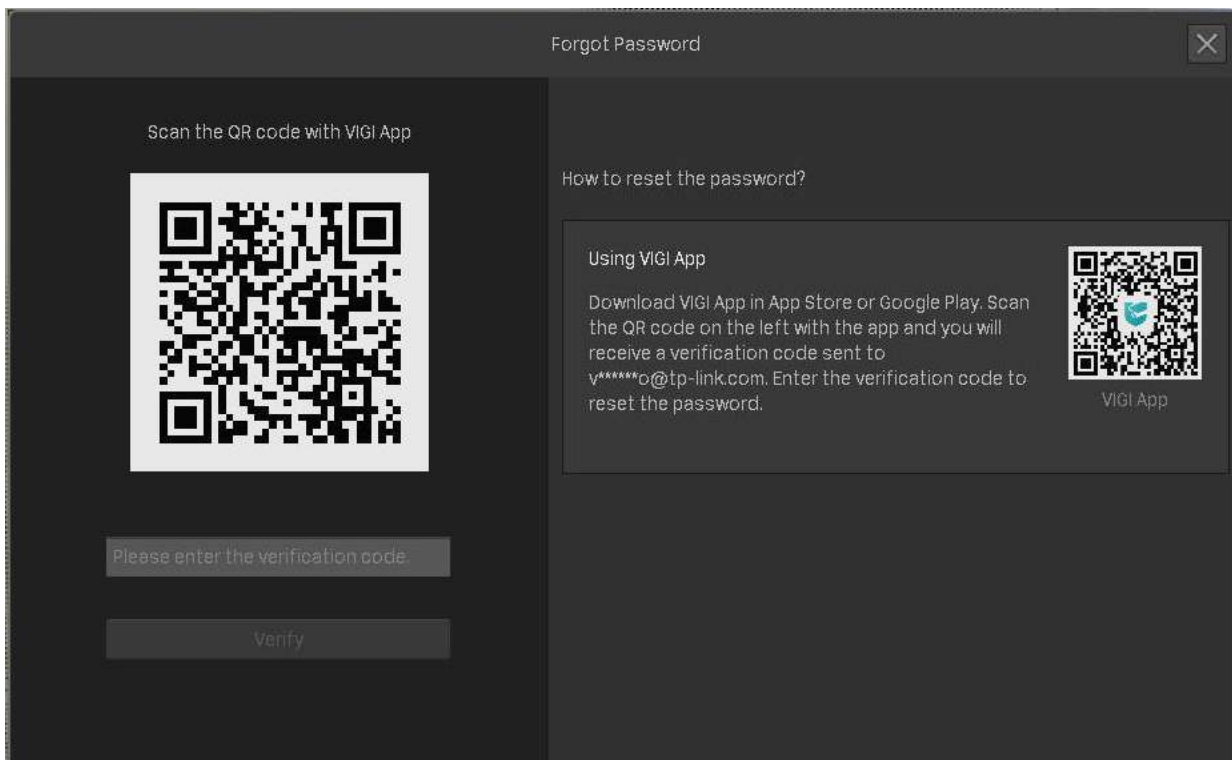 Forgot Password
Scan the QR code with VIGI App
Please enter the verification code.
Verify
How to reset the password?
Using VIGI App
Download VIGI App in App Store or Google Play. Scan
the QR code on the left with the app and you will
receive a verification code sent to
v******o@tp-link.com. Enter the verification code to
reset the password.
VIGI App